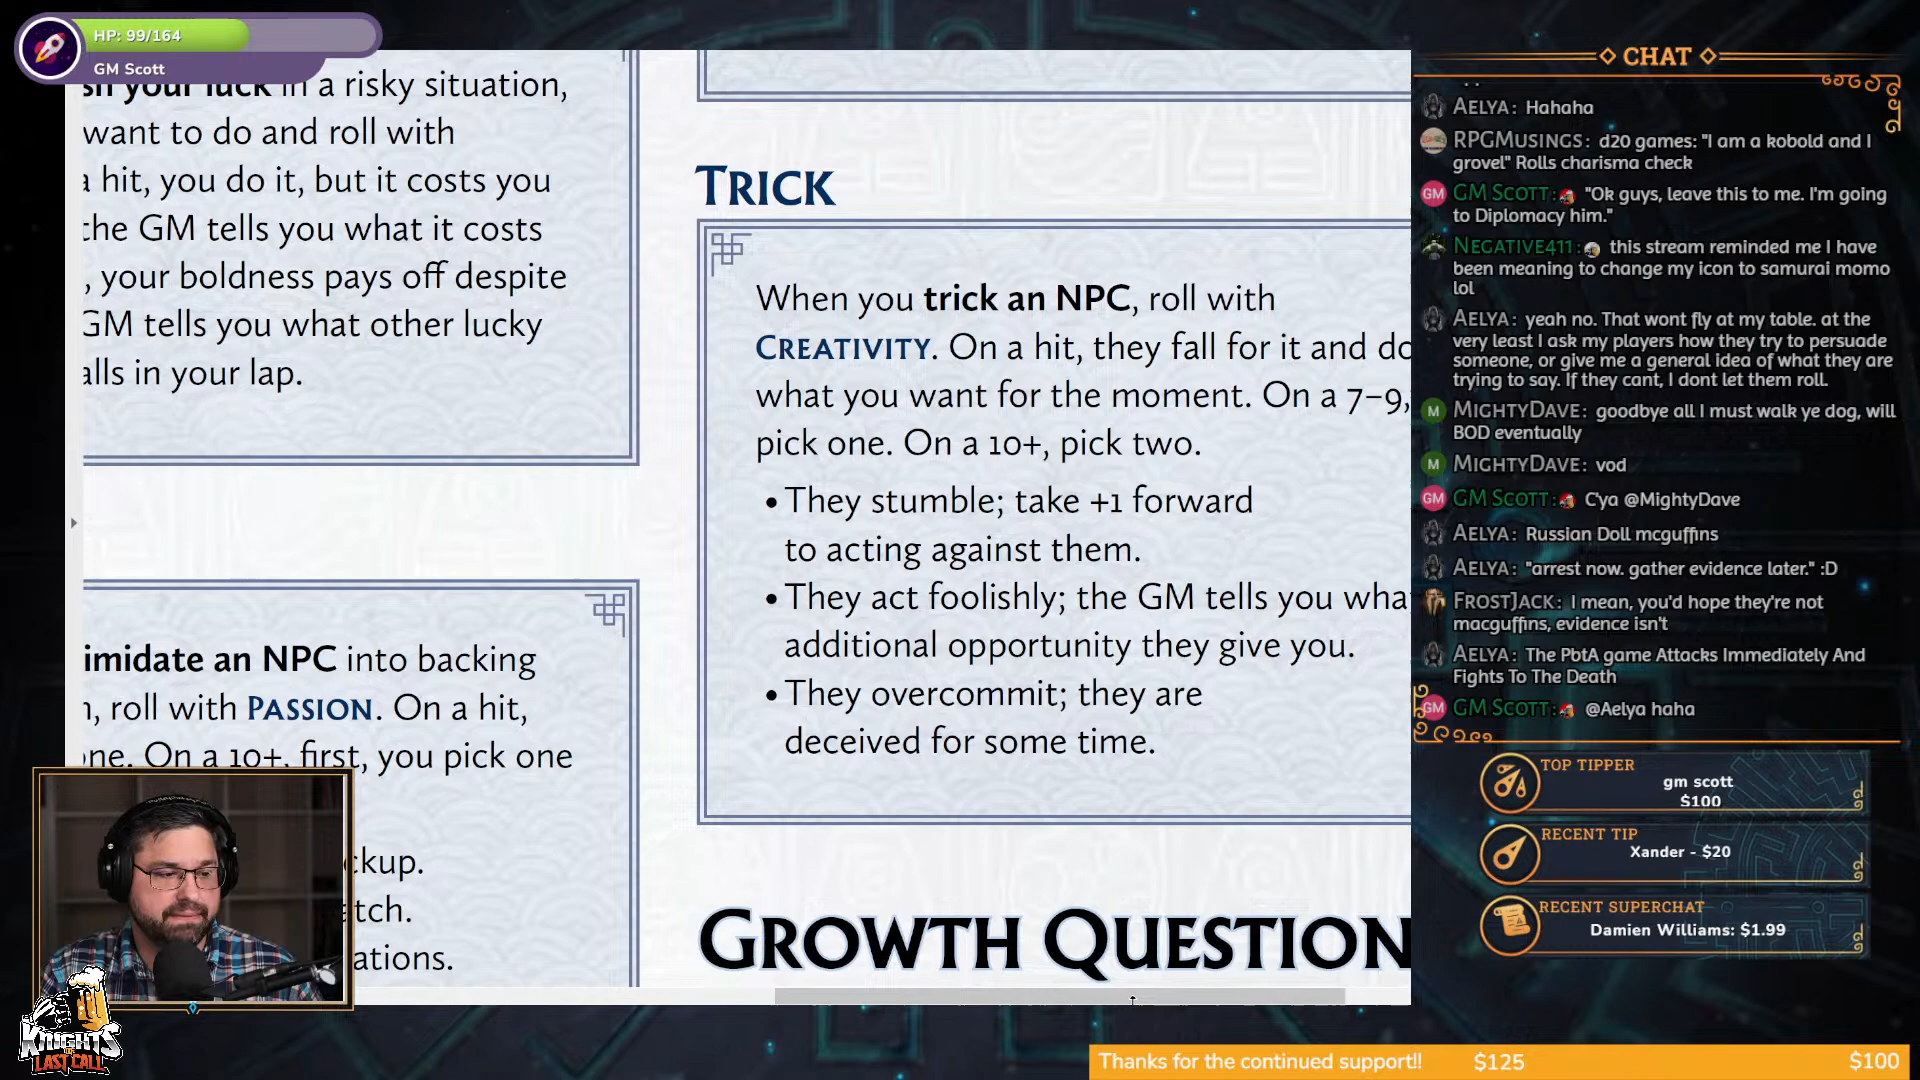 HP: 99/164
GM Scott
sh your luck in a risky situation,
want to do and roll with
a hit, you do it, but it costs you
the GM tells you what it costs
, your boldness pays off despite
GM tells you what other lucky
alls in your lap.
imidate an NPC into backing
n, roll with PASSION. On a hit,
one. On a 10+, first, you pick one
ckup.
atch.
ations.
TRICK
When you trick an NPC, roll with
CREATIVITY. On a hit, they fall for it and do
what you want for the moment. On a 7–9,
pick one. On a 10+, pick two.
• They stumble; take +1 forward
to acting against them.
• They act foolishly; the GM tells you wha
additional opportunity they give you.
• They overcommit; they are
deceived for some time.
GROWTH QUESTION
CHAT
AELYA: Hahaha
RPGMUSINGS: d20 games: "I am a kobold and I
grovel" Rolls charisma check
GM SCOTT: "Ok guys, leave this to me. I'm going
to Diplomacy him."
NEGATIVE411: this stream reminded me I have
been meaning to change my icon to samurai momo
lol
AELYA: yeah no. That wont fly at my table. at the
very least I ask my players how they try to persuade
someone, or give me a general idea of what they are
trying to say. If they cant, I dont let them roll.
M MIGHTYDAVE: goodbye all I must walk ye dog, will
BOD eventually
M MIGHTYDAVE: vod
GM GM SCOTT: C'ya @MightyDave
AELYA: Russian Doll mcguffins
AELYA: "arrest now. gather evidence later." :D
FROSTJACK: I mean, you'd hope they're not
macguffins, evidence isn't
AELYA: The PbtA game Attacks Immediately And
Fights To The Death
GM GM SCOTT: @Aelya haha
TOP TIPPER
gm scott
$100
RECENT TIP
Xander - $20
RECENT SUPERCHAT
Damien Williams: $1.99
KNIGHTS
OF
LAST CALL
Thanks for the continued support!! $125 $100